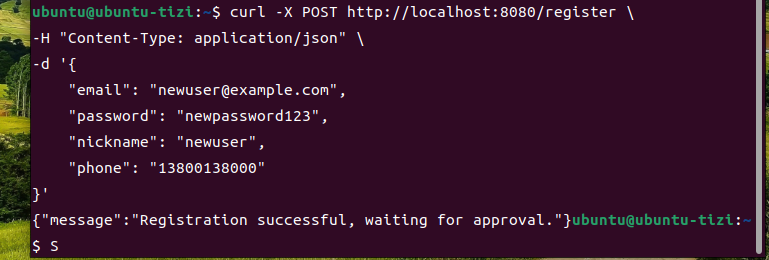 ubuntu@ubuntu-tizi:~$ curl -X POST http://localhost:8080/register \
-H "Content-Type: application/json" \
-d '{
    "email": "newuser@example.com",
    "password": "newpassword123",
    "nickname": "newuser",
    "phone": "13800138000"
}'
{"message":"Registration successful, waiting for approval."}ubuntu@ubuntu-tizi:~
$ S